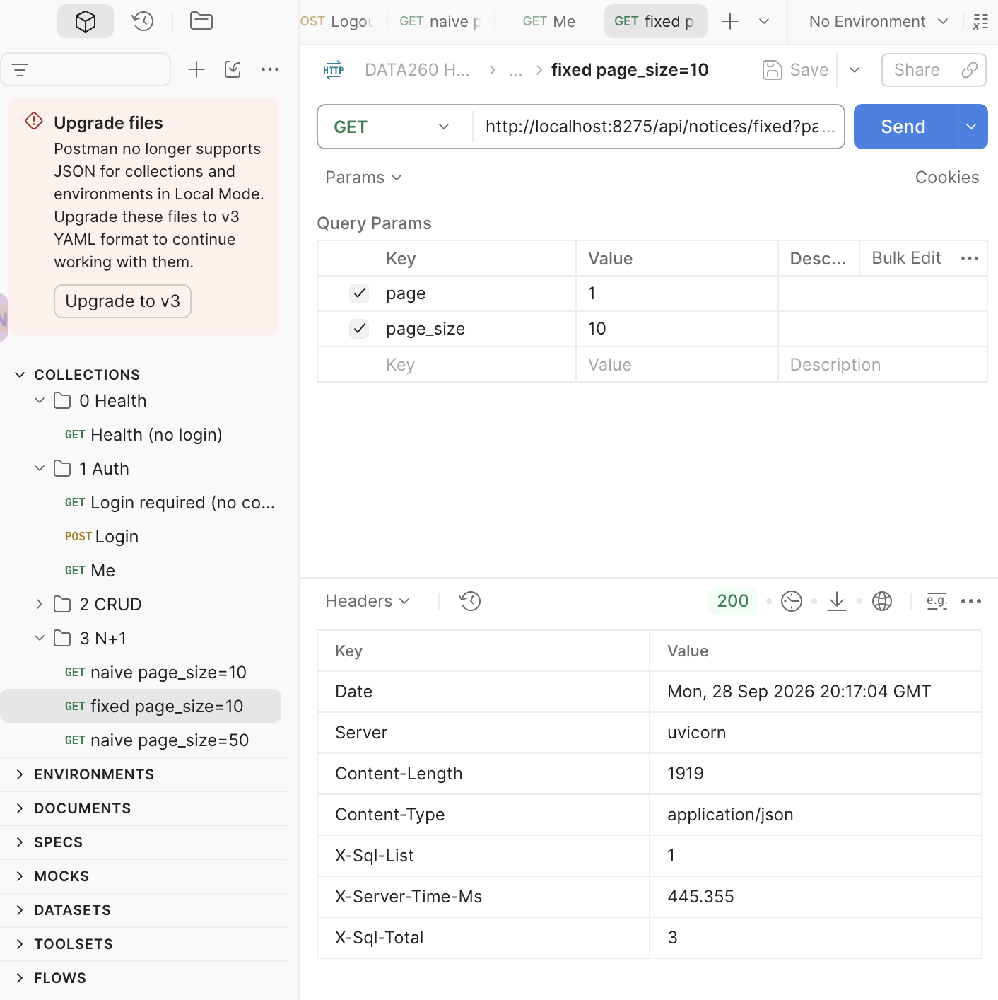 GET naive p
GET Me
GET fixed p
No Environment
HTTP
DATA260 H...
...
fixed page_size=10
Save
Share
Upgrade files
Postman no longer supports
JSON for collections and
environments in Local Mode.
Upgrade these files to v3
YAML format to continue
working with them.
Upgrade to v3
GET
http://localhost:8275/api/notices/fixed?pa...
Send
Params
Cookies
Query Params
Key Value Desc... Bulk Edit
page 1
page_size 10
Key Value Description
COLLECTIONS
0 Health
GET Health (no login)
1 Auth
GET Login required (no co...
POST Login
GET Me
2 CRUD
3 N+1
GET naive page_size=10
GET fixed page_size=10
GET naive page_size=50
ENVIRONMENTS
DOCUMENTS
SPECS
MOCKS
DATASETS
TOOLSETS
FLOWS
Headers
200
e.g.
Key Value
Date Mon, 28 Sep 2026 20:17:04 GMT
Server uvicorn
Content-Length 1919
Content-Type application/json
X-Sql-List 1
X-Server-Time-Ms 445.355
X-Sql-Total 3